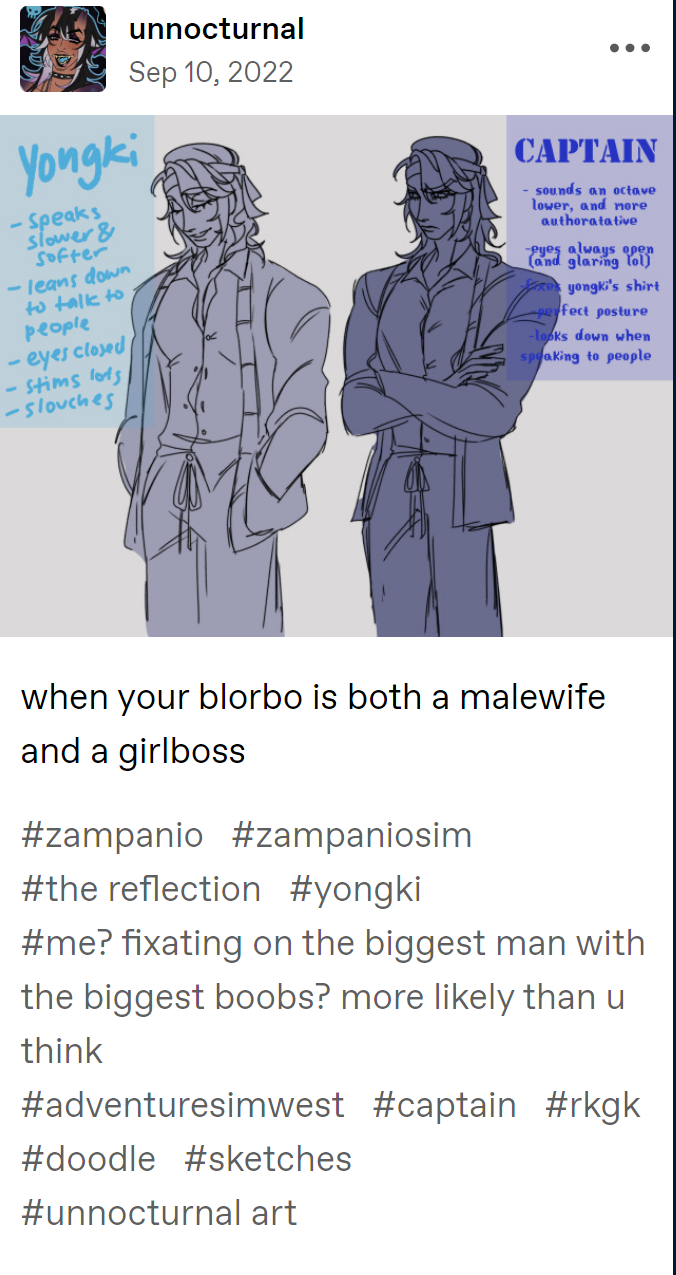 unnocturnal
Sep 10, 2022
Yongki
- speaks
slower &
softer
- leans down
to talk to
people
- eyes closed
- stims lots
- slouches
CAPTAIN
- sounds an octave
lower, and more
authoratative
-eyes always open
(and glaring lol)
-fixes yongki's shirt
-perfect posture
-looks down when
speaking to people
when your blorbo is both a malewife
and a girlboss
#zampanio #zampaniosim
#the reflection #yongki
#me? fixating on the biggest man with
the biggest boobs? more likely than u
think
#adventuresimwest #captain #rkgk
#doodle #sketches
#unnocturnal art